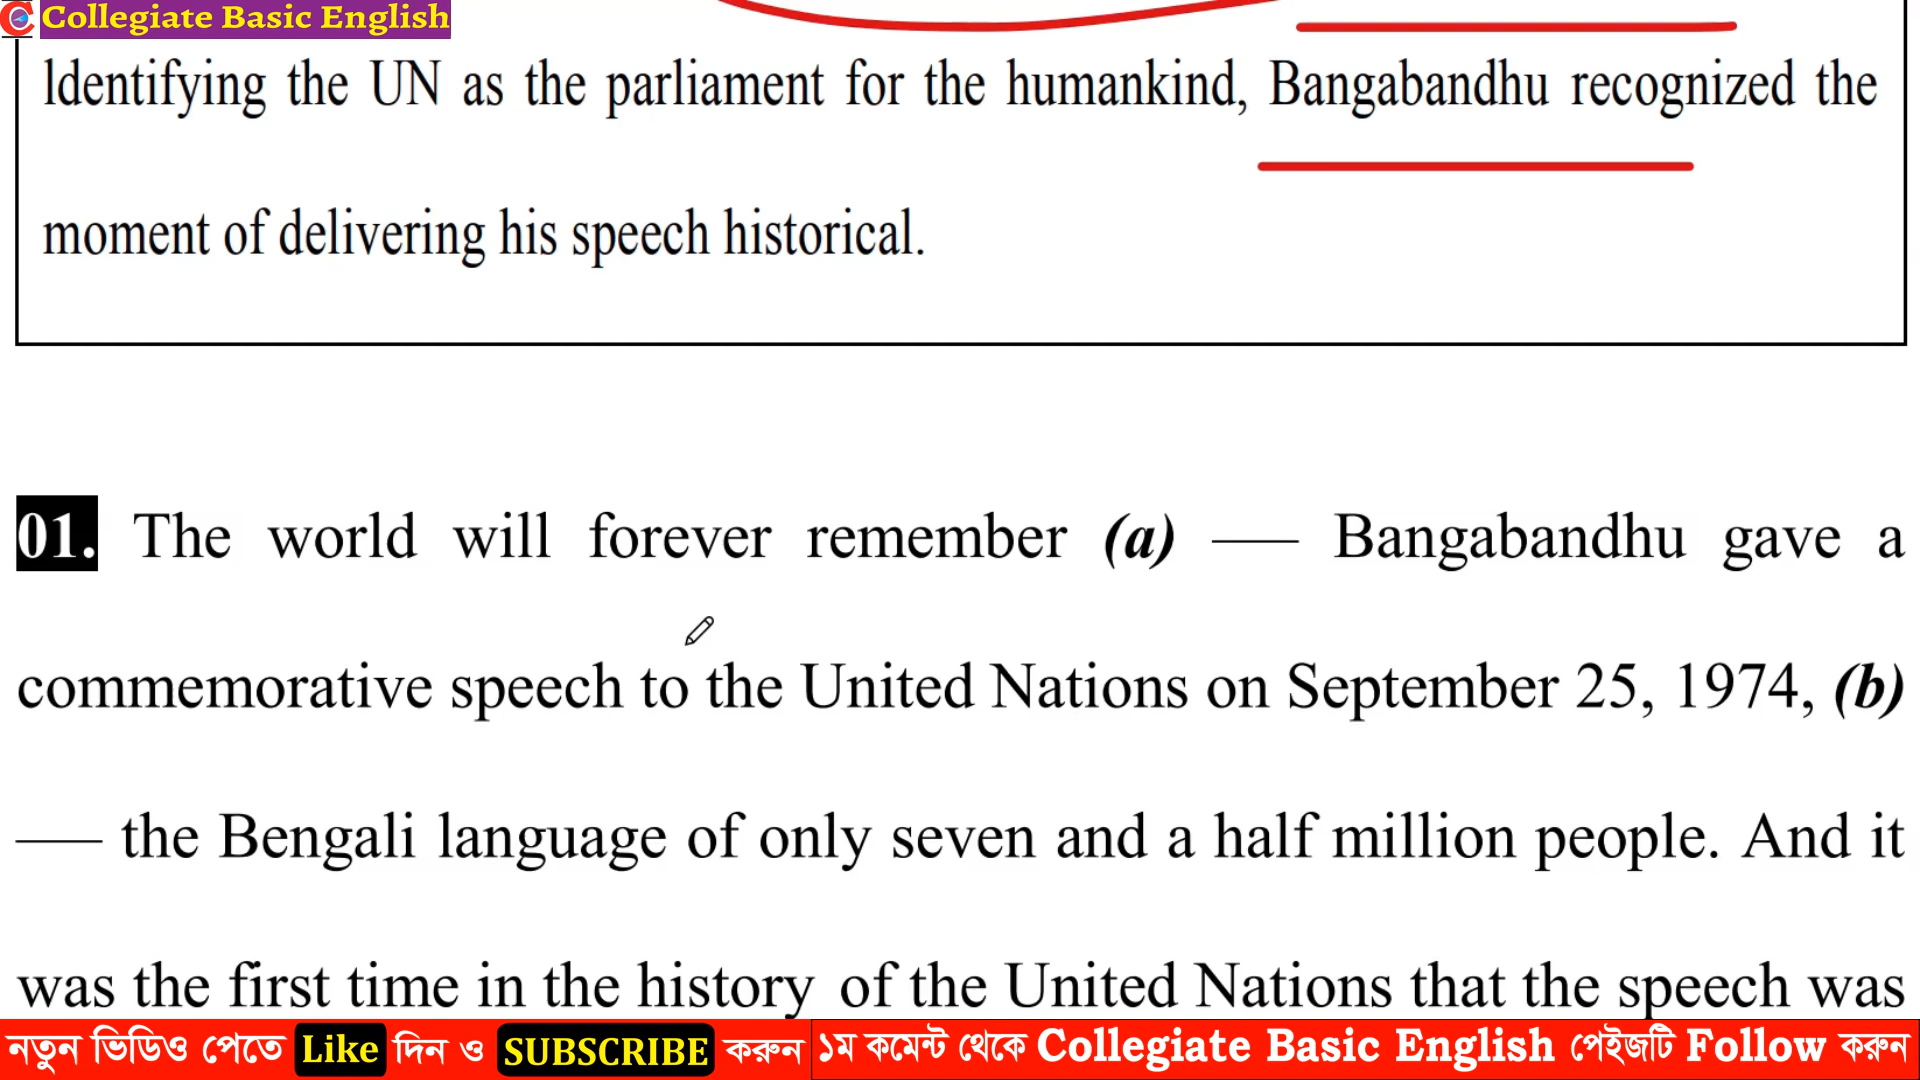 Collegiate Basic English
ldentifying the UN as the parliament for the humankind, Bangabandhu recognized the
moment of delivering his speech historical.
01. The world will forever remember (a) — Bangabandhu gave a
commemorative speech to the United Nations on September 25, 1974, (b)
— the Bengali language of only seven and a half million people. And it
was the first time in the history of the United Nations that the speech was
নতুন ভিডিও পেতে Like দিন ও SUBSCRIBE করুন ১ম কমেন্ট থেকে Collegiate Basic English পেইজটি Follow করুন